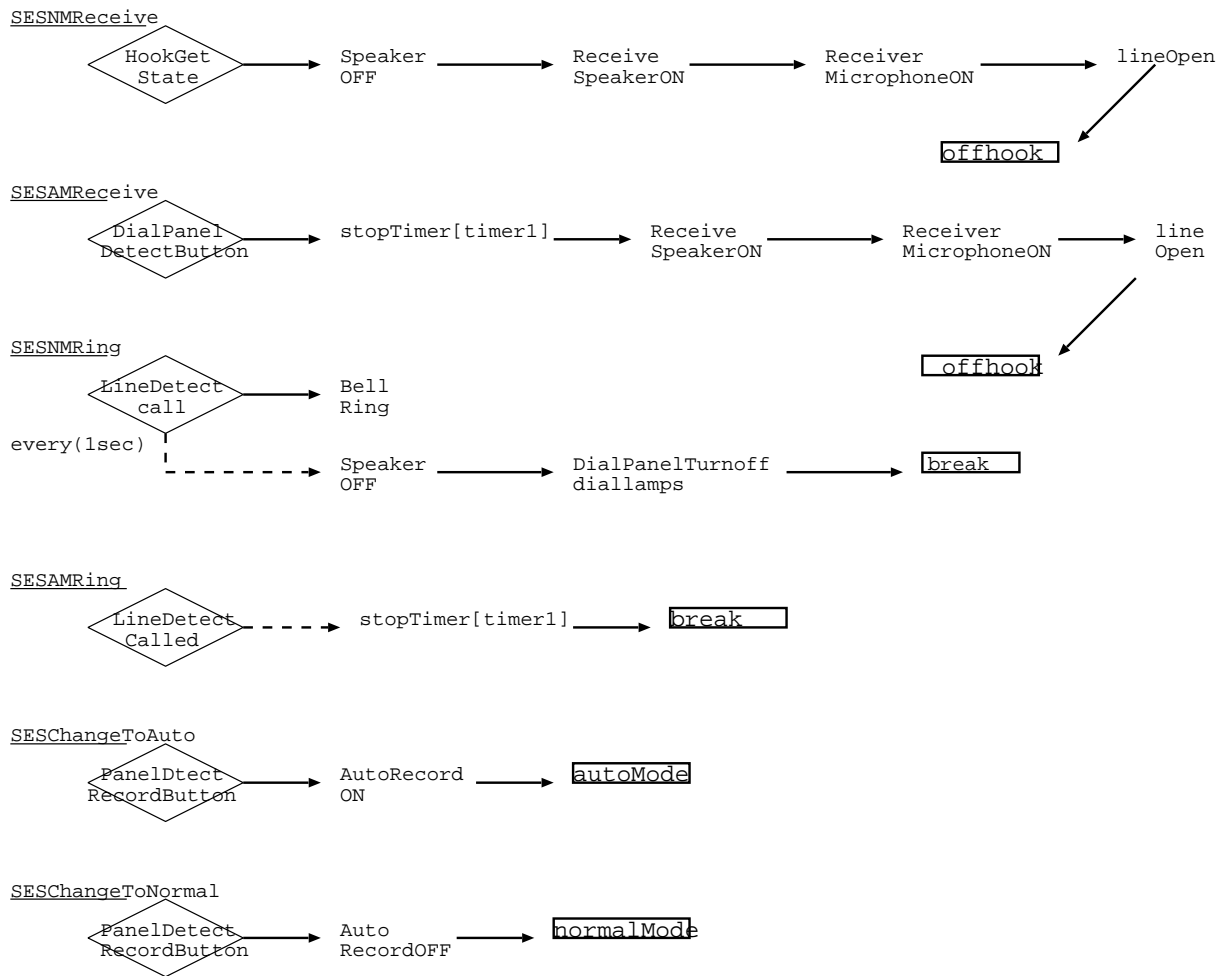 SESNMReceive
HookGet
State
Speaker
OFF
Receive
SpeakerON
Receiver
MicrophoneON
lineOpen
offhook
SESAMReceive
DialPanel
DetectButton
stopTimer[timer1]
Receive
SpeakerON
Receiver
MicrophoneON
line
Open
offhook
SESNMRing
LineDetect
call
Bell
Ring
every(1sec)
Speaker
OFF
DialPanelTurnoff
diallamps
break
SESAMRing
LineDetect
Called
stopTimer[timer1]
break
SESChangeToAuto
PanelDtect
RecordButton
AutoRecord
ON
autoMode
SESChangeToNormal
PanelDetect
RecordButton
Auto
RecordOFF
normalMode